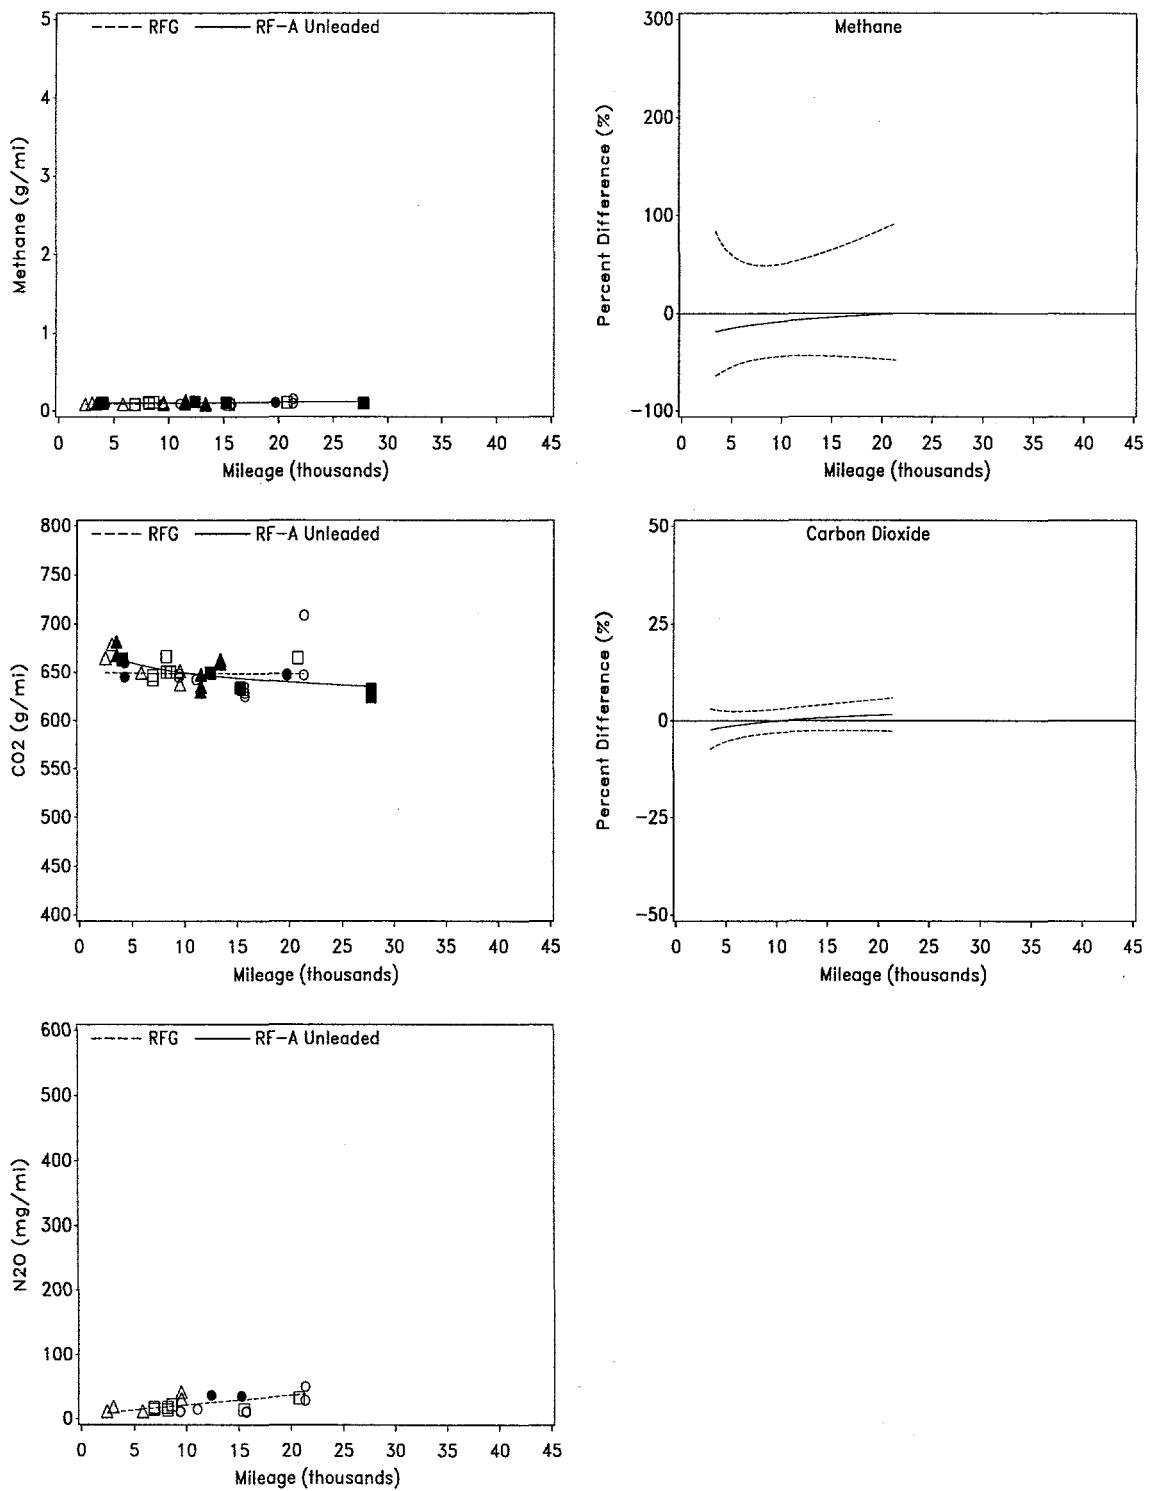 RFG RF-A Unleaded
5
4
3
2
1
0
Methane (g/mi)
0 5 10 15 20 25 30 35 40 45
Mileage (thousands)
Methane
300
200
100
0
-100
Percent Difference (%)
0 5 10 15 20 25 30 35 40 45
Mileage (thousands)
RFG RF-A Unleaded
800
750
700
650
600
550
500
450
400
CO2 (g/mi)
0 5 10 15 20 25 30 35 40 45
Mileage (thousands)
Carbon Dioxide
50
25
0
-25
-50
Percent Difference (%)
0 5 10 15 20 25 30 35 40 45
Mileage (thousands)
RFG RF-A Unleaded
600
500
400
300
200
100
0
N2O (mg/mi)
0 5 10 15 20 25 30 35 40 45
Mileage (thousands)